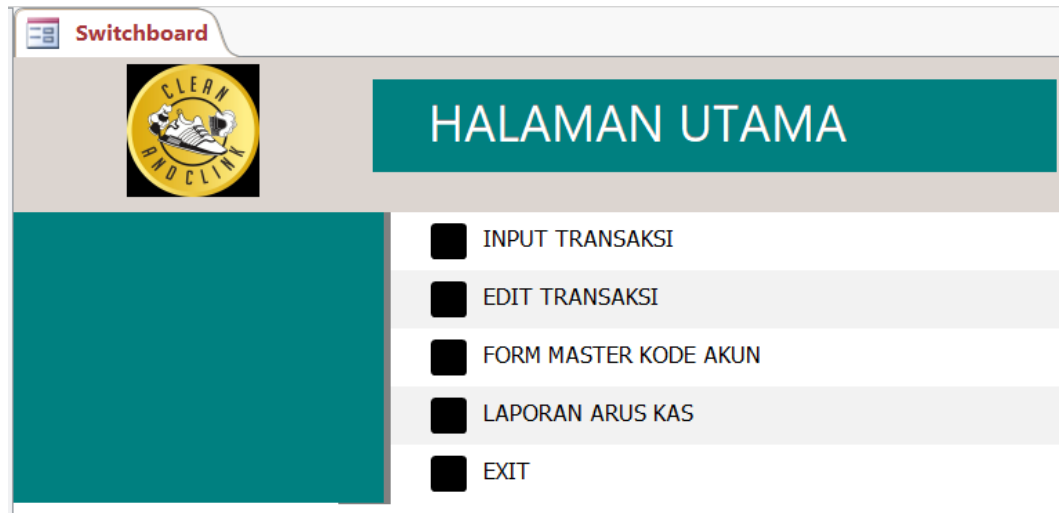 Switchboard
CLEAN
ANDCLINK
HALAMAN UTAMA
INPUT TRANSAKSI
EDIT TRANSAKSI
FORM MASTER KODE AKUN
LAPORAN ARUS KAS
EXIT